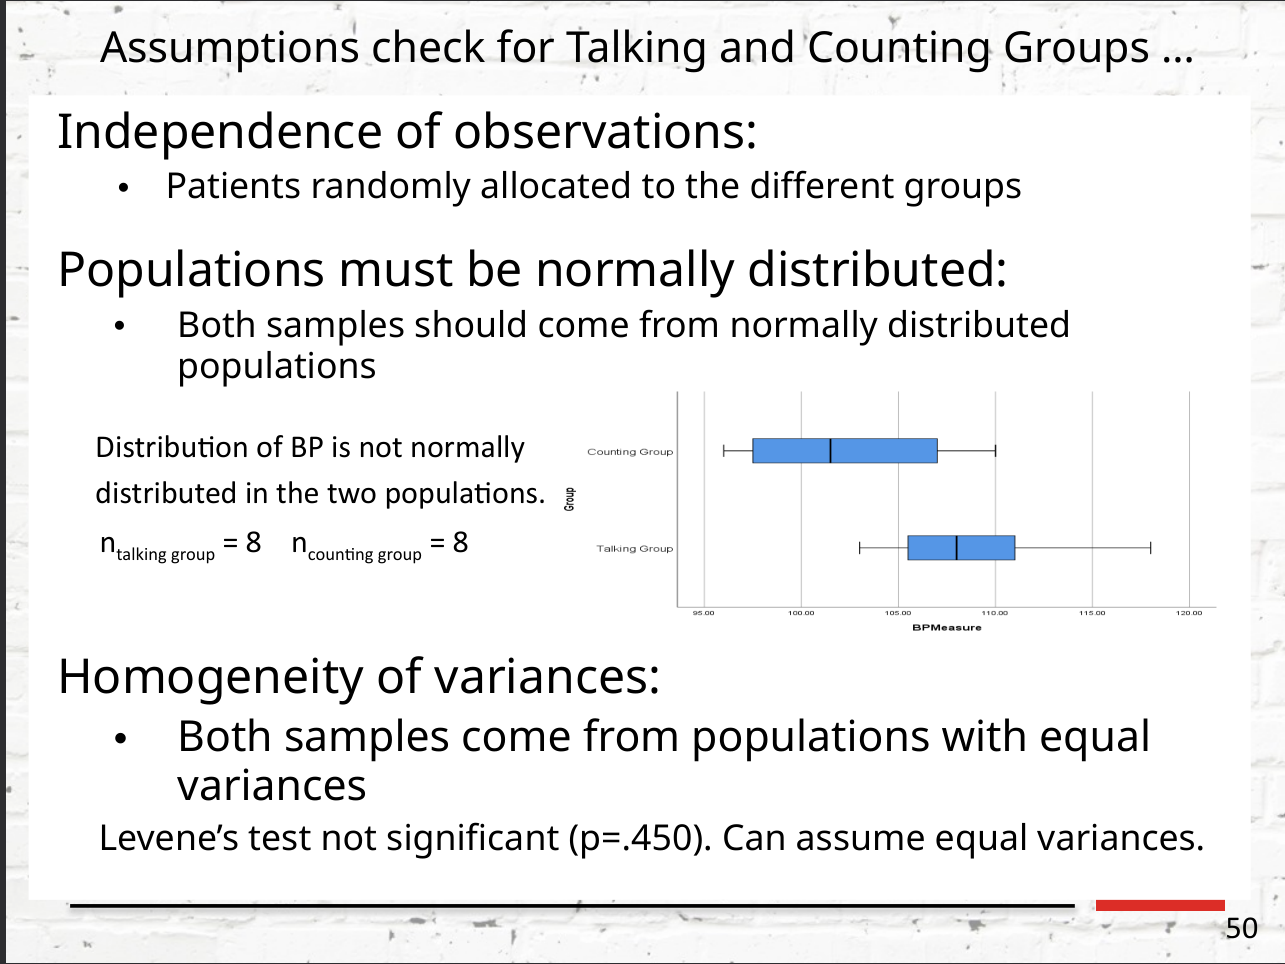 Assumptions check for Talking and Counting Groups ...
Independence of observations:
• Patients randomly allocated to the different groups
Populations must be normally distributed:
• Both samples should come from normally distributed
populations
Distribution of BP is not normally
distributed in the two populations.
n talking group = 8 n counting group = 8
Group
Counting Group
Talking Group
95.00 100.00 105.00 110.00 115.00 120.00
BPMeasure
Homogeneity of variances:
• Both samples come from populations with equal
variances
Levene’s test not significant (p=.450). Can assume equal variances.
50